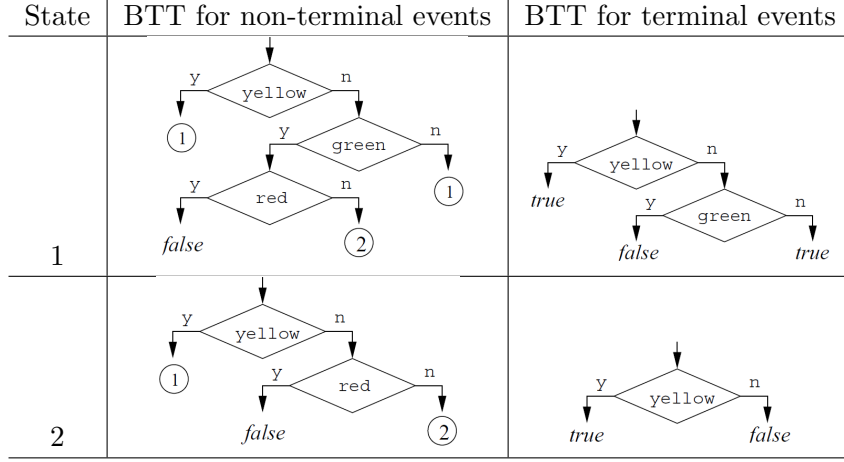 State BTT for non-terminal events BTT for terminal events
y yellow n
1 y green n
y red n 1
false 2
y yellow n
true y green n
false true
1
y yellow n
1 y red n
false 2
y yellow n
true false
2